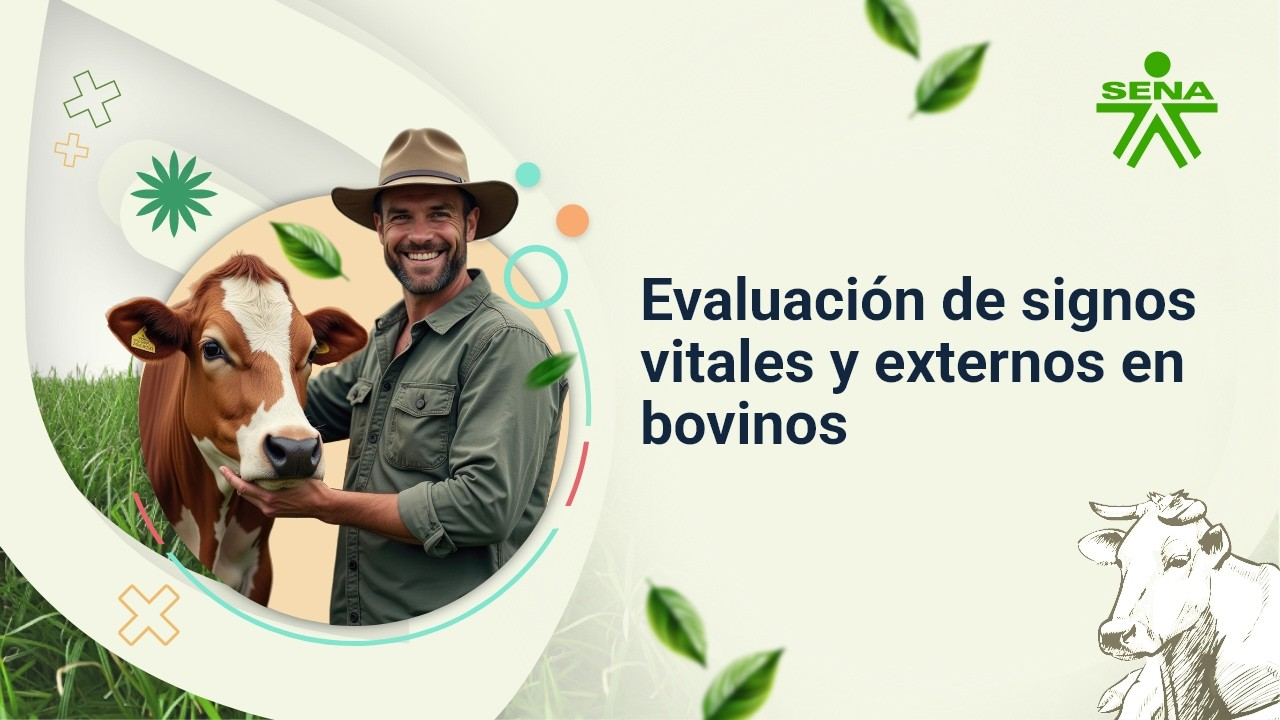 SENA
Evaluación de signos
vitales y externos en
bovinos